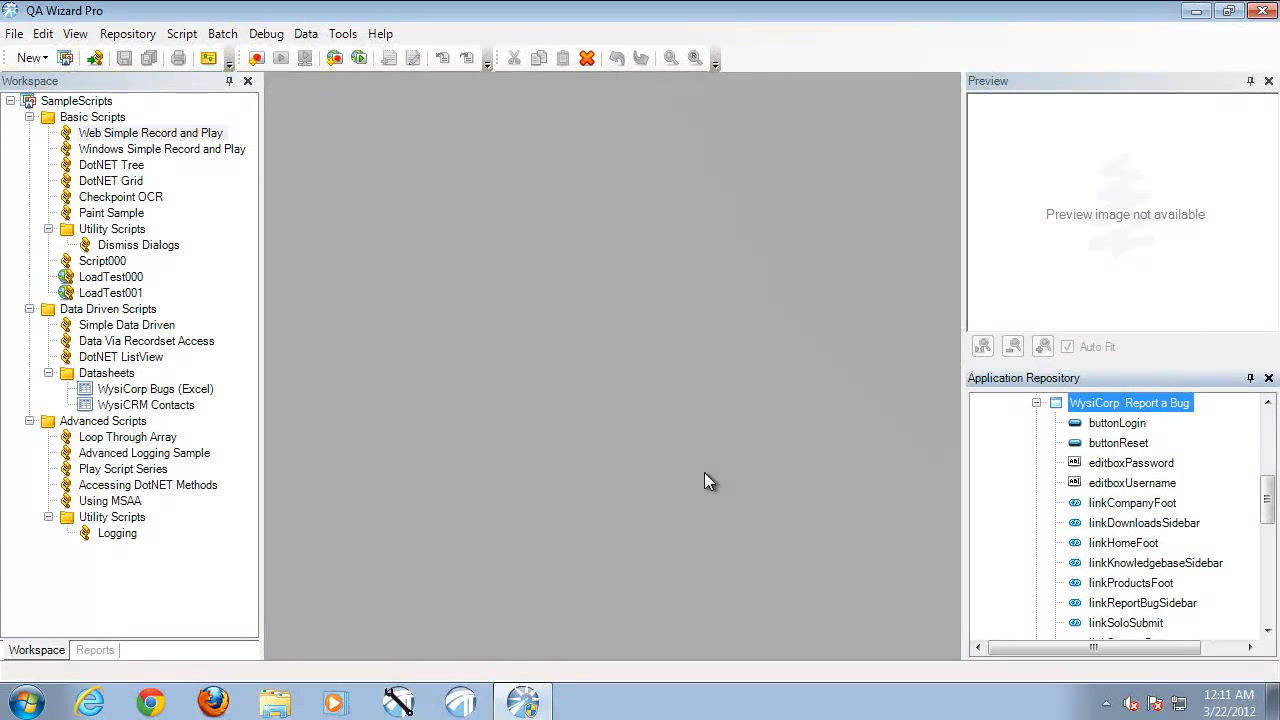 QA Wizard Pro
File Edit View Repository Script Batch Debug Data Tools Help
New
Workspace
SampleScripts
Basic Scripts
Web Simple Record and Play
Windows Simple Record and Play
DotNET Tree
DotNET Grid
Checkpoint OCR
Paint Sample
Utility Scripts
Dismiss Dialogs
Script000
LoadTest000
LoadTest001
Data Driven Scripts
Simple Data Driven
Data Via Recordset Access
DotNET ListView
Datasheets
WysiCorp Bugs (Excel)
WysiCRM Contacts
Advanced Scripts
Loop Through Array
Advanced Logging Sample
Play Script Series
Accessing DotNET Methods
Using MSAA
Utility Scripts
Logging
Workspace Reports
Preview
Preview image not available
Auto Fit
Application Repository
WysiCorp Report a Bug
buttonLogin
buttonReset
editboxPassword
editboxUsername
linkCompanyFoot
linkDownloadsSidebar
linkHomeFoot
linkKnowledgebaseSidebar
linkProductsFoot
linkReportBugSidebar
linkSoloSubmit
12:11 AM
3/22/2012